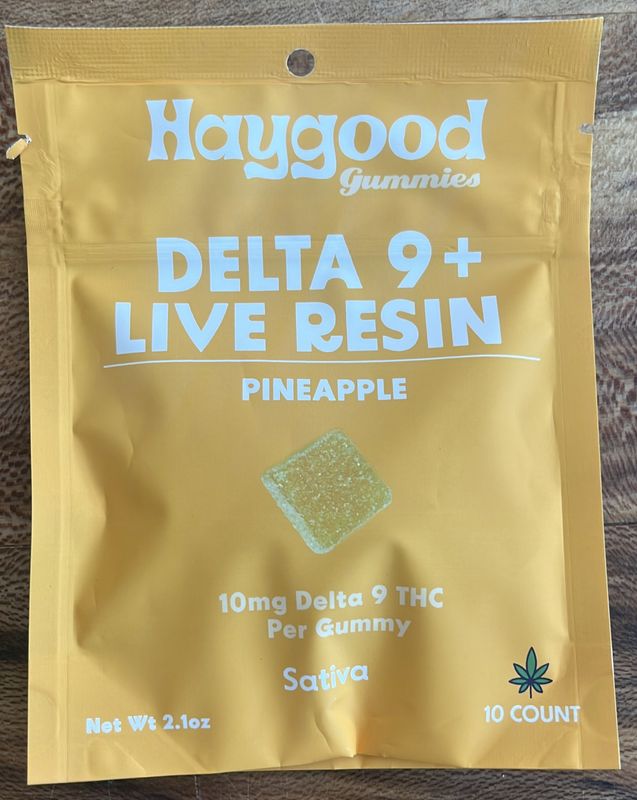 Haygood
Gummies
DELTA 9+
LIVE RESIN
PINEAPPLE
10mg Delta 9 THC
Per Gummy
Sativa
Net Wt 2.1oz
10 COUNT